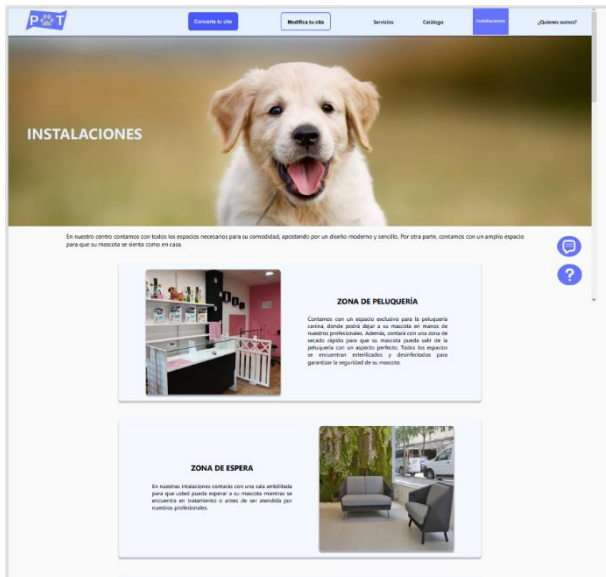 PET
Concerta tu cita
Modifica tu cita
Servicios
Catálogo
Instalaciones
¿Quienes somos?
INSTALACIONES
En nuestro centro contamos con todos los espacios necesarios para su comodidad, apostando por un diseño moderno y sencillo. Por otra parte, contamos con un amplio espacio
para que su mascota se sienta como en casa.
?
ZONA DE PELUQUERÍA
Contamos con un espacio exclusivo para la peluquería
canina, donde podrá dejar a su mascota en manos de
nuestros profesionales. Además, contará con una zona de
secado rápido para que su mascota pueda salir de la
peluquería con un aspecto perfecto. Todos los espacios
se encuentran esterilizados y desinfectados para
garantizar la seguridad de su mascota.
ZONA DE ESPERA
En nuestras intalaciones contarás con una sala ambilitada
para que usted pueda esperar a su mascota mientras se
encuentra en tratamiento o antes de ser atendida por
nuestros profesionales.